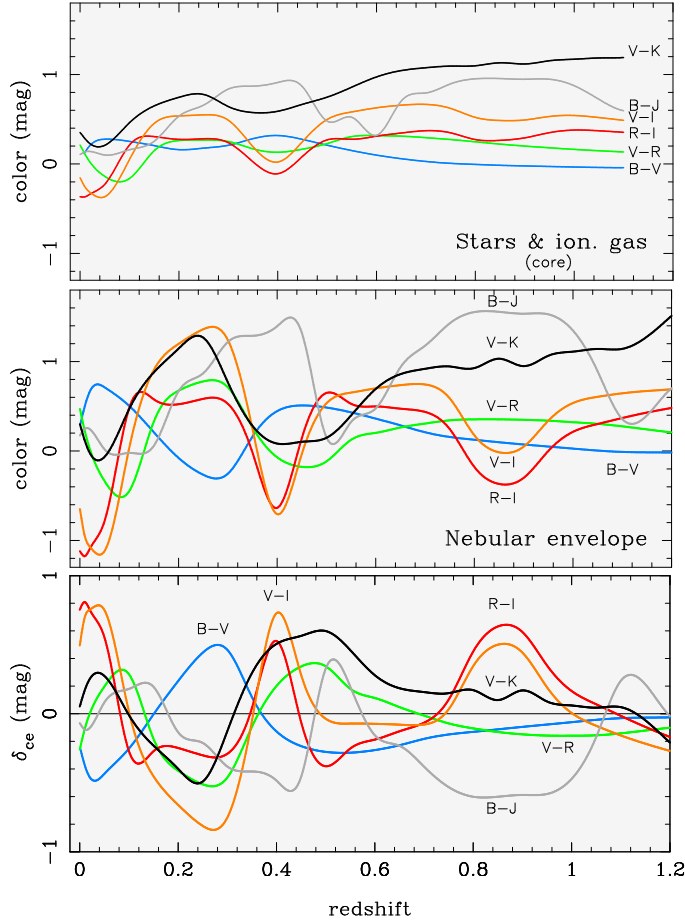 color (mag)
1
0
−1
V−K
B−J
V−I
R−I
V−R
B−V
Stars & ion. gas
(core)
color (mag)
1
0
−1
B−J
V−K
V−R
V−I
R−I
B−V
Nebular envelope
δce (mag)
1
0
−1
B−V
V−I
R−I
V−K
V−R
B−J
0 0.2 0.4 0.6 0.8 1 1.2
redshift